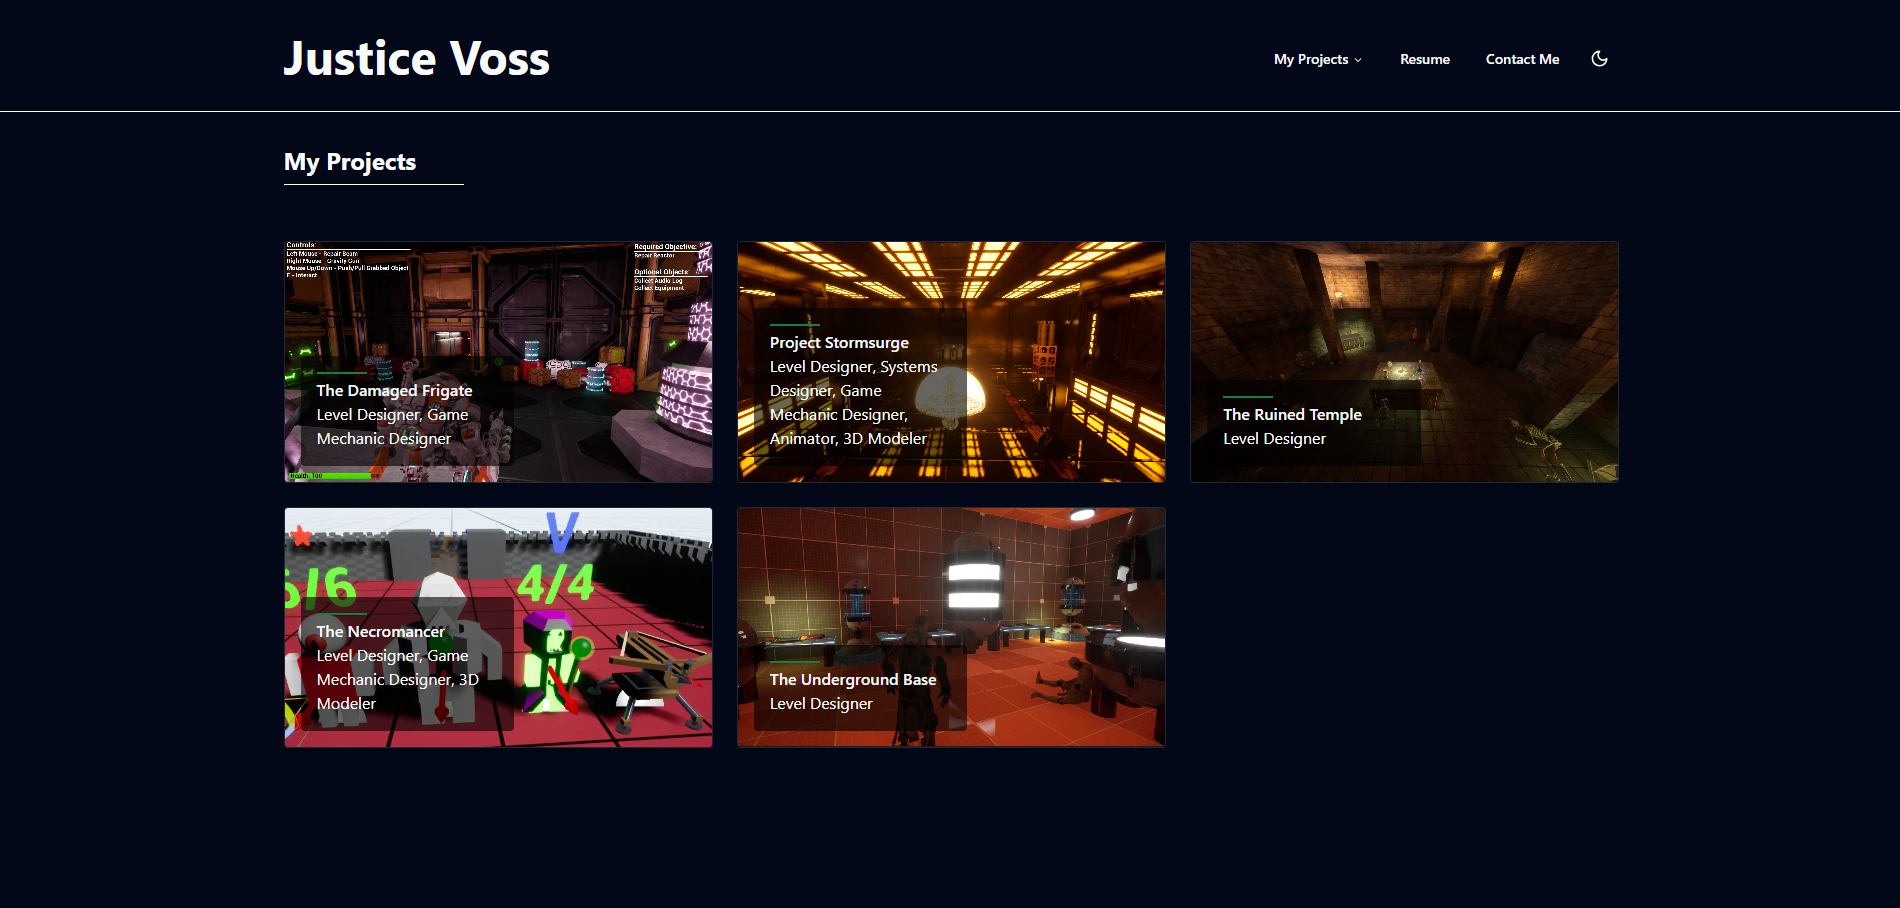 Justice Voss
My Projects
Resume
Contact Me
My Projects
Controls:
Left Mouse - Repair Beam
Right Mouse - Gravity Gun
Mouse Up/Down - Push/Pull Grabbed Object
E - Interact
Required Objective:
Repair Reactor
Optional Objects:
Collect Audio Log
Collect Equipment
The Damaged Frigate
Level Designer, Game
Mechanic Designer
Health: 100
Project Stormsurge
Level Designer, Systems
Designer, Game
Mechanic Designer,
Animator, 3D Modeler
The Ruined Temple
Level Designer
V
6/6
4/4
The Necromancer
Level Designer, Game
Mechanic Designer, 3D
Modeler
The Underground Base
Level Designer